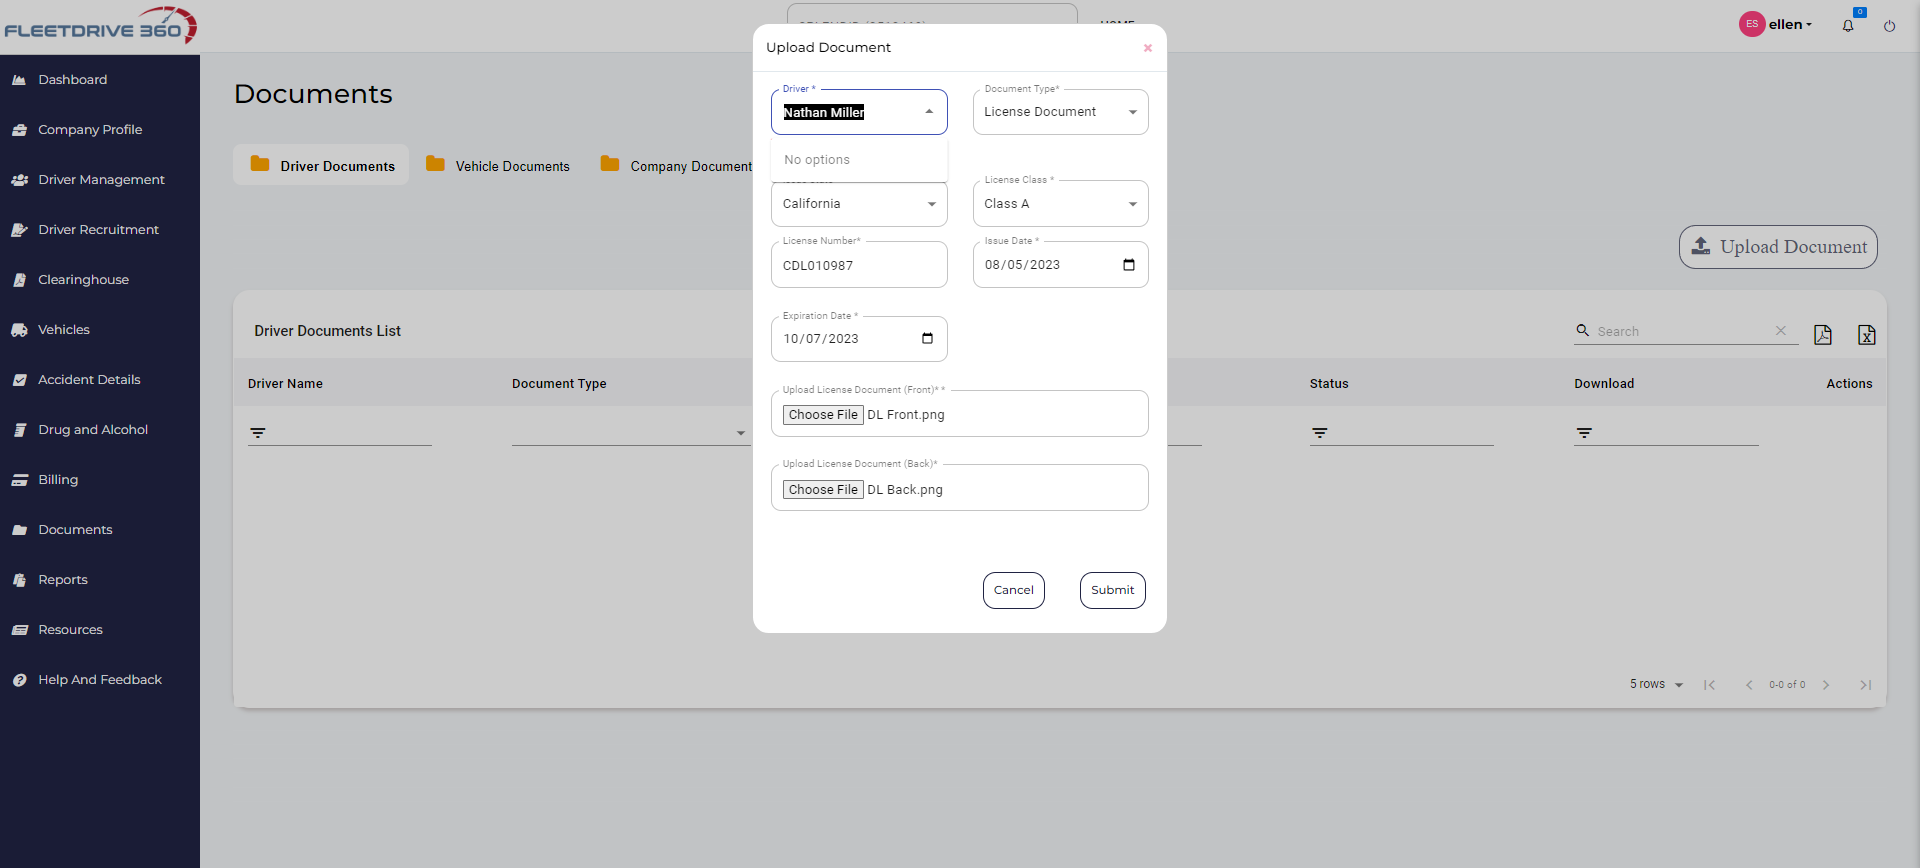 FLEETDRIVE 360
HOME
ES ellen
0
Dashboard
Company Profile
Driver Management
Driver Recruitment
Clearinghouse
Vehicles
Accident Details
Drug and Alcohol
Billing
Documents
Reports
Resources
Help And Feedback
Documents
Driver Documents
Vehicle Documents
Company Document
Upload Document
Driver Documents List
Search
Driver Name
Document Type
Status
Download
Actions
5 rows
0-0 of 0
Upload Document
Driver *
Nathan Miller
No options
Document Type*
License Document
California
License Class *
Class A
License Number*
CDL010987
Issue Date *
08/05/2023
Expiration Date *
10/07/2023
Upload License Document (Front)* *
Choose File DL Front.png
Upload License Document (Back)*
Choose File DL Back.png
Cancel
Submit